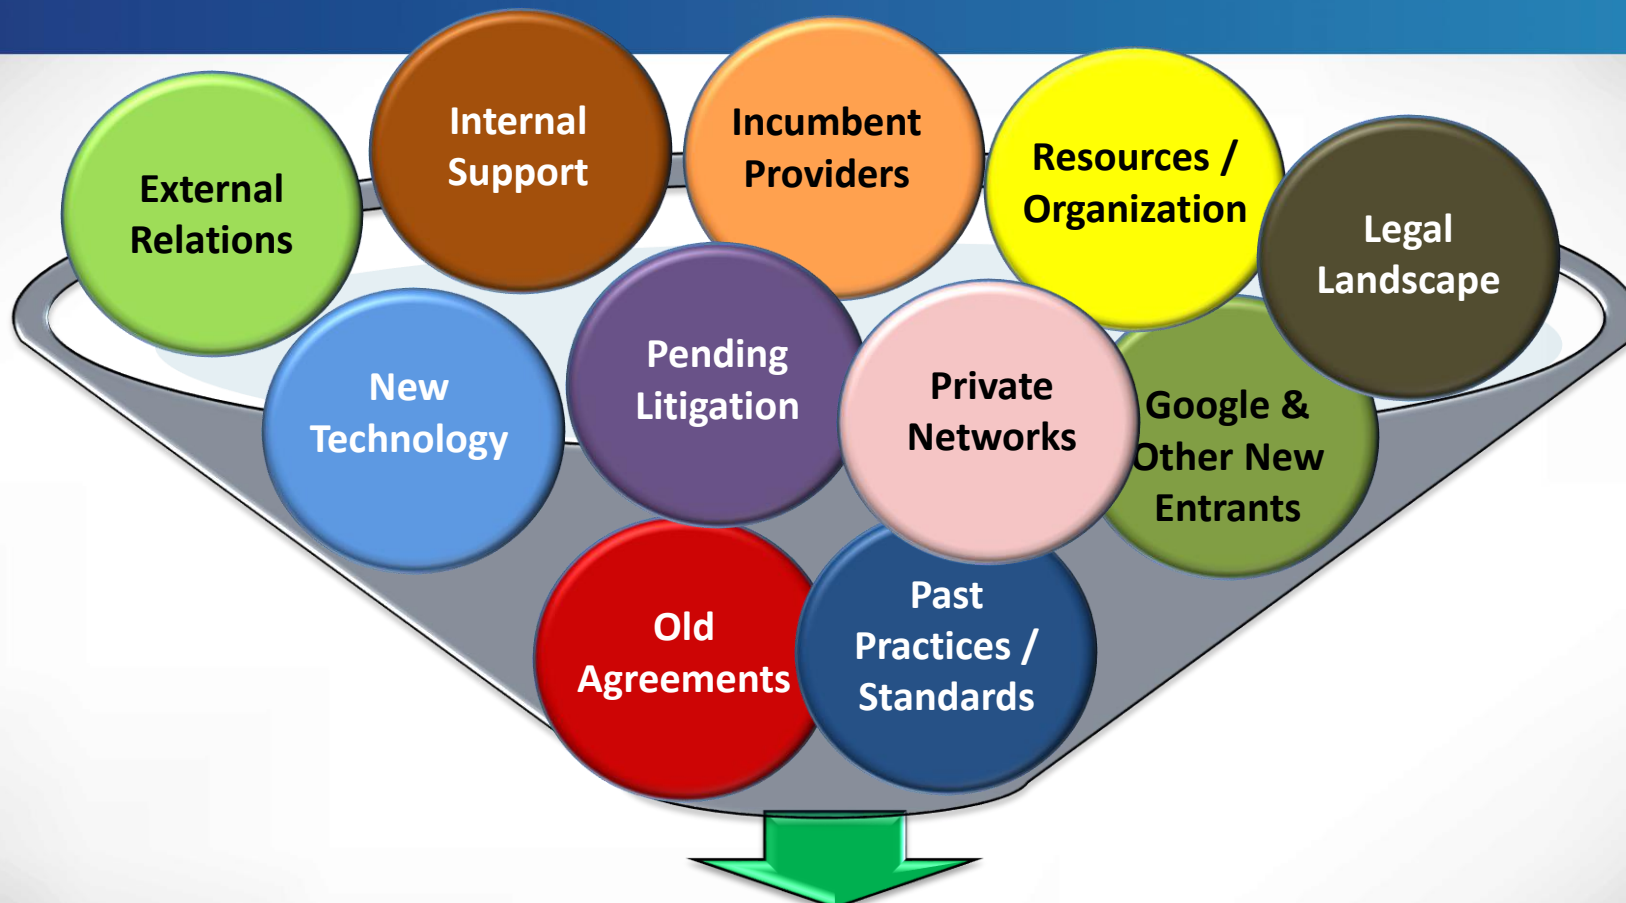 External
Relations
Internal
Support
Incumbent
Providers
Resources /
Organization
Legal
Landscape
New
Technology
Pending
Litigation
Private
Networks
Google &
Other New
Entrants
Old
Agreements
Past
Practices /
Standards